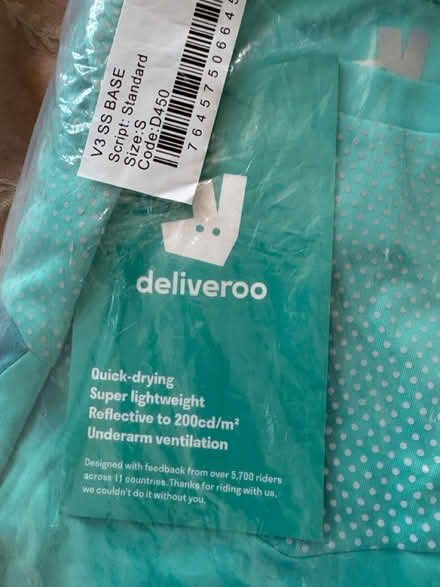 V3 SS BASE
Script: Standard
Size:S
Code:D450
deliveroo
Quick-drying
Super lightweight
Reflective to 200cd/m²
Underarm ventilation
Designed with feedback from over 5,700 riders
across 11 countries. Thanks for riding with us,
we couldn't do it without you.